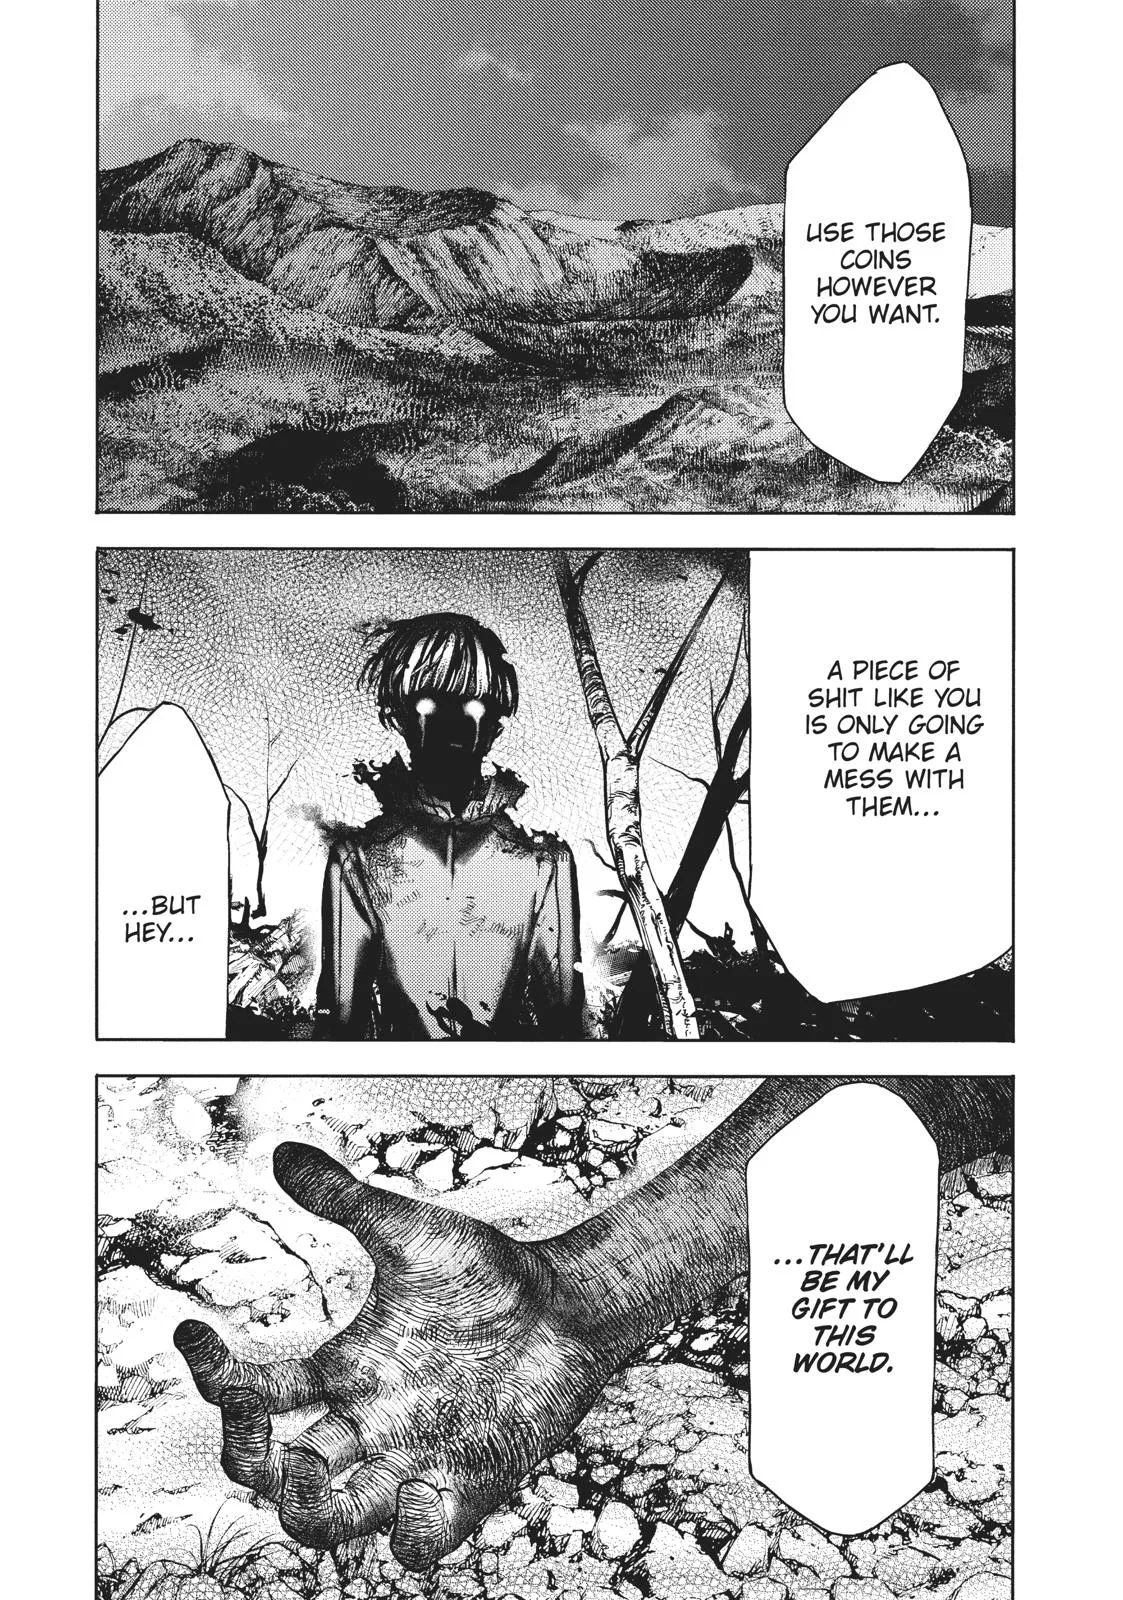 USE THOSE
COINS
HOWEVER
YOU WANT.
A PIECE OF
SHIT LIKE YOU
IS ONLY GOING
TO MAKE A
MESS WITH
THEM...
...BUT
HEY...
...THAT'LL
BE MY
GIFT TO
THIS
WORLD.